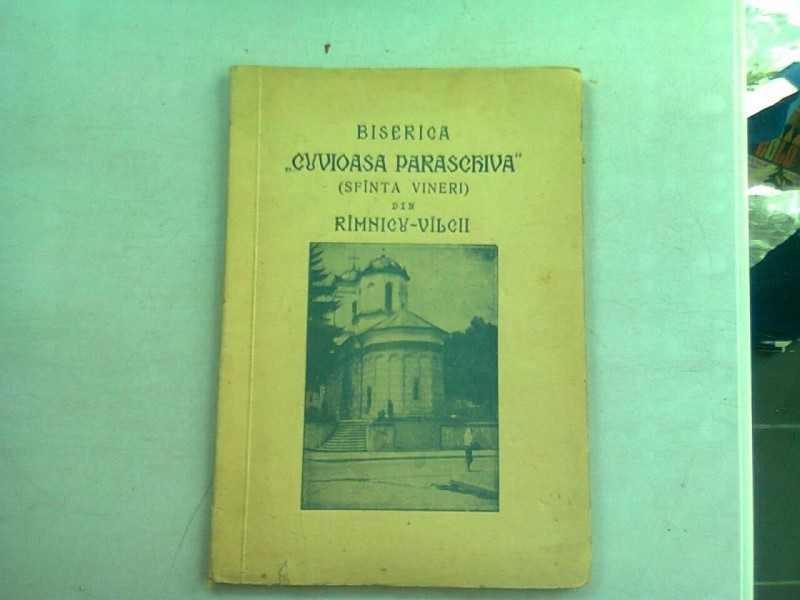 BISERICA
„CUVIOASA PARASCHIVA“
(SFÎNTA VINERI)
DIN
RÎMNICU-VÎLCII